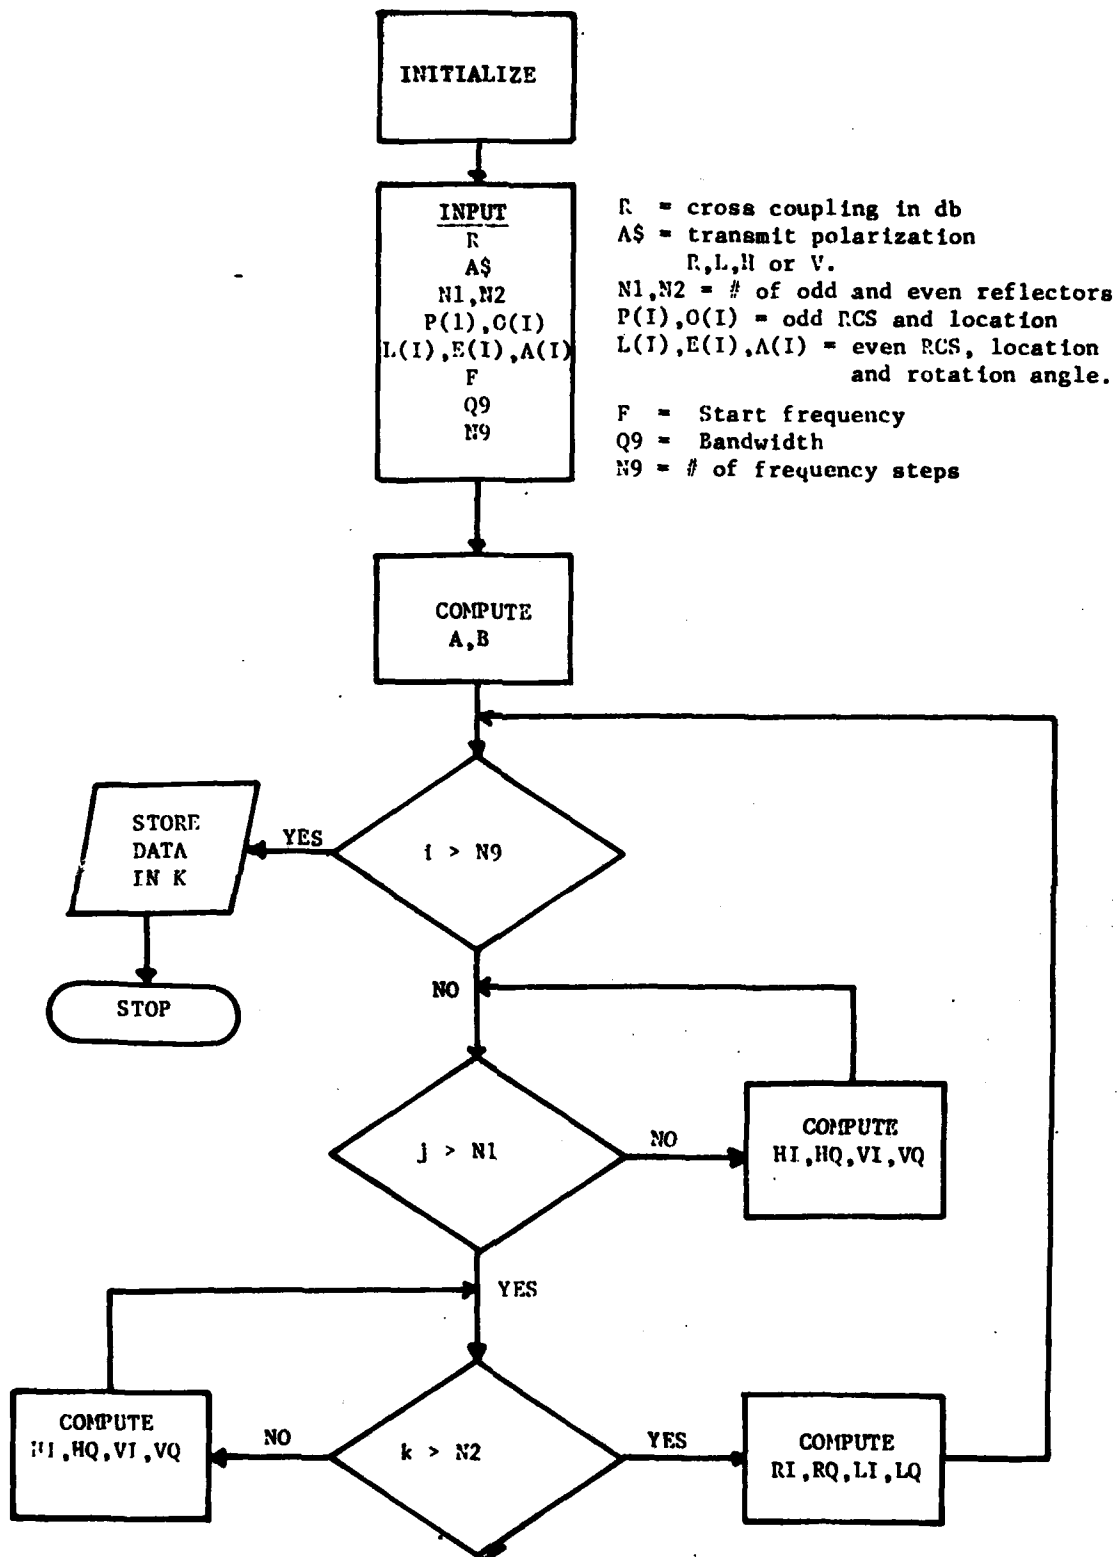 INITIALIZE
INPUT
R
A$
N1,N2
P(1),O(I)
L(I),E(I),A(I)
F
Q9
N9
R = cross coupling in db
A$ = transmit polarization
R,L,H or V.
N1,N2 = # of odd and even reflectors
P(I),O(I) = odd RCS and location
L(I),E(I),A(I) = even RCS, location
and rotation angle.
F = Start frequency
Q9 = Bandwidth
N9 = # of frequency steps
COMPUTE
A,B
i > N9
YES
STORE
DATA
IN K
STOP
NO
j > N1
NO
COMPUTE
HI,HQ,VI,VQ
YES
k > N2
NO
COMPUTE
HI,HQ,VI,VQ
YES
COMPUTE
RI,RQ,LI,LQ